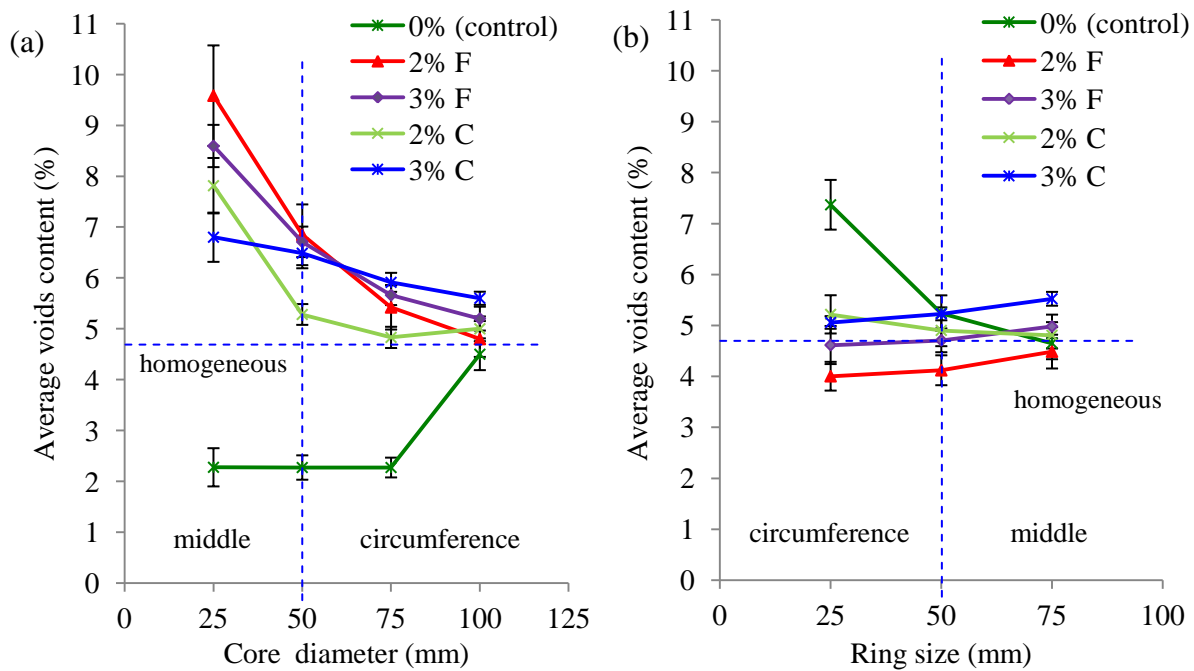 (a)
Average voids content (%)
11
10
9
8
7
6
5
4
3
2
1
0
0% (control)
2% F
3% F
2% C
3% C
homogeneous
middle
circumference
0 25 50 75 100 125
Core diameter (mm)
(b)
Average voids content (%)
11
10
9
8
7
6
5
4
3
2
1
0
0% (control)
2% F
3% F
2% C
3% C
homogeneous
circumference
middle
0 25 50 75 100
Ring size (mm)